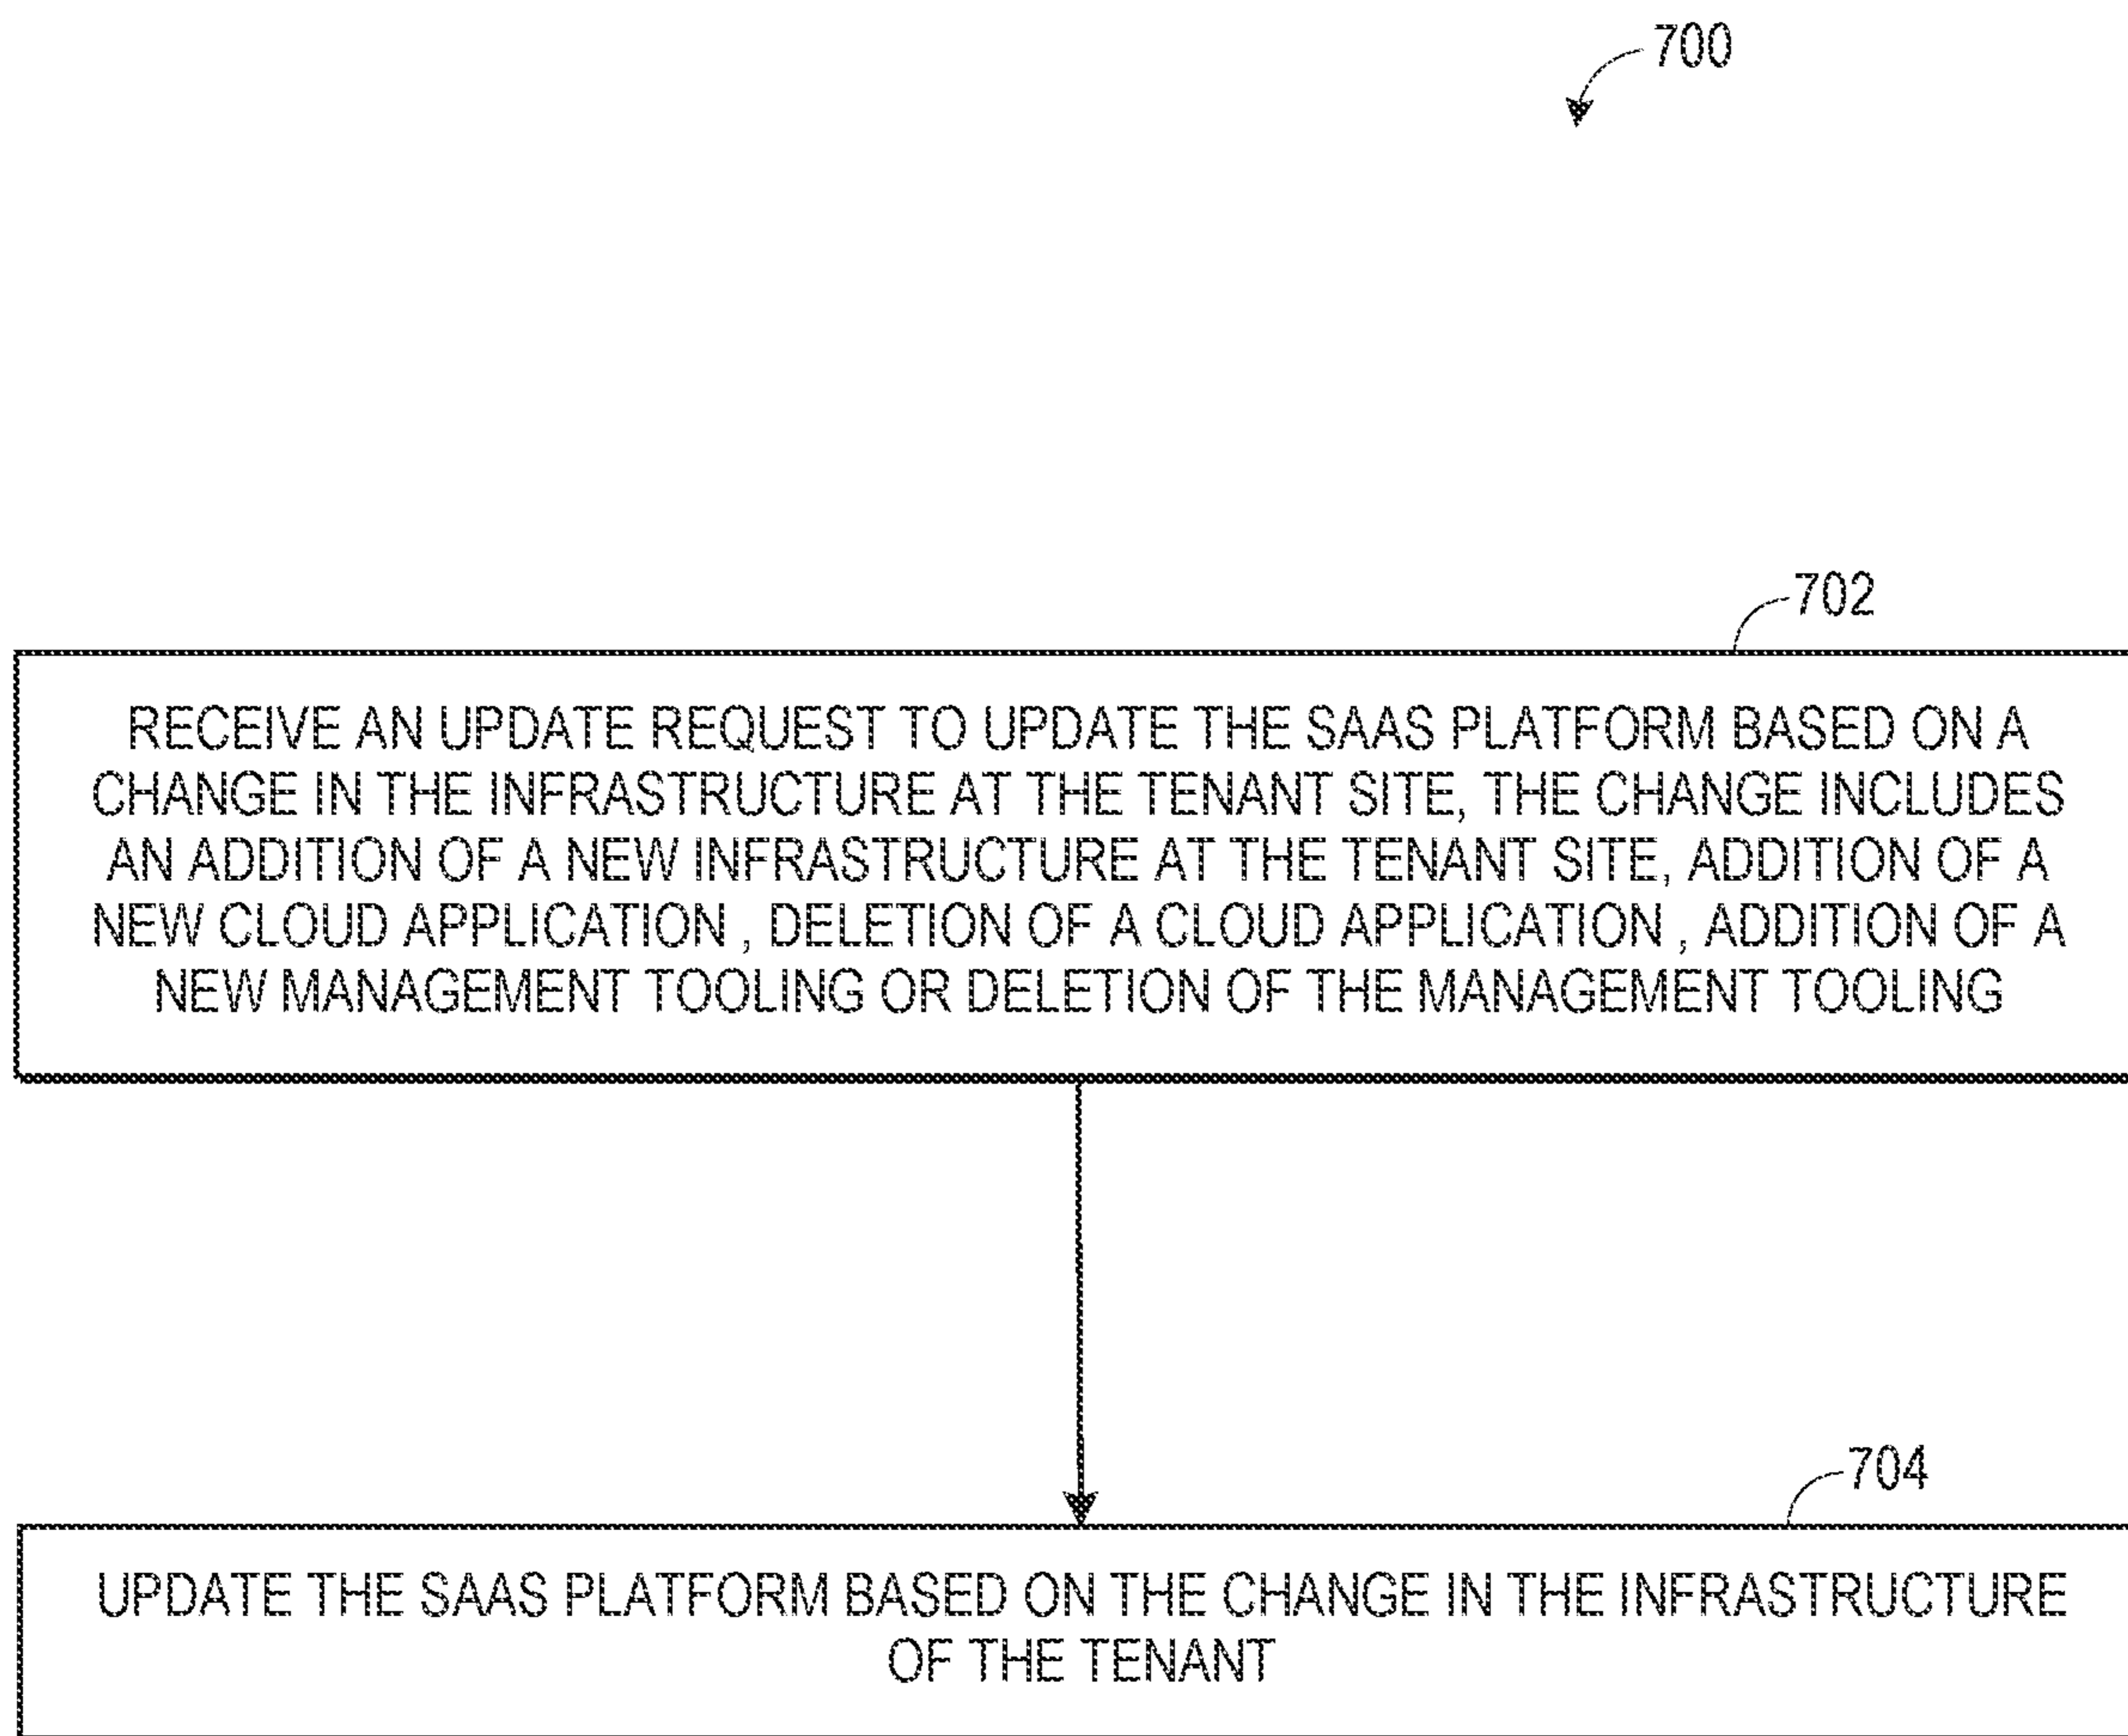 700
702
RECEIVE AN UPDATE REQUEST TO UPDATE THE SAAS PLATFORM BASED ON A
CHANGE IN THE INFRASTRUCTURE AT THE TENANT SITE, THE CHANGE INCLUDES
AN ADDITION OF A NEW INFRASTRUCTURE AT THE TENANT SITE, ADDITION OF A
NEW CLOUD APPLICATION , DELETION OF A CLOUD APPLICATION , ADDITION OF A
NEW MANAGEMENT TOOLING OR DELETION OF THE MANAGEMENT TOOLING
704
UPDATE THE SAAS PLATFORM BASED ON THE CHANGE IN THE INFRASTRUCTURE
OF THE TENANT